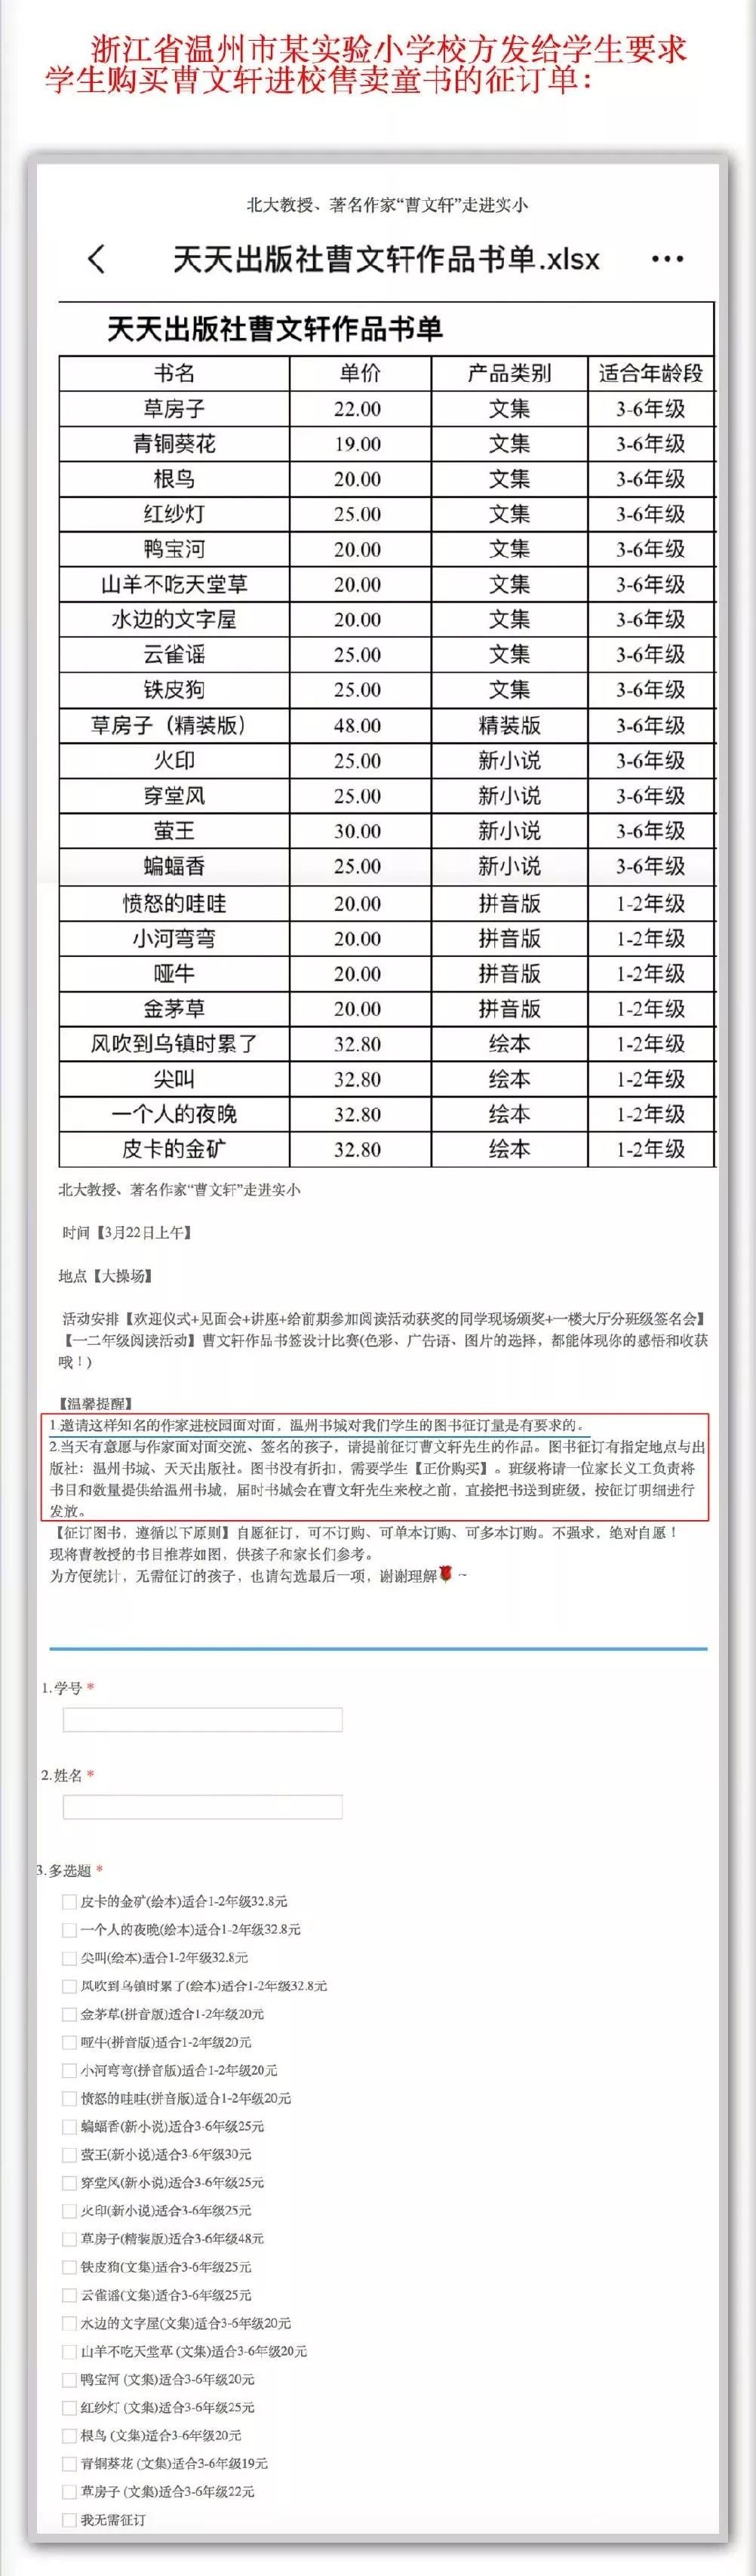 浙江省温州市某实验小学校方发给学生要求
学生购买曹文轩进校售卖童书的征订单：
北大教授、著名作家“曹文轩”走进实小
天天出版社曹文轩作品书单.xlsx
天天出版社曹文轩作品书单
书名 单价 产品类别 适合年龄段
草房子 22.00 文集 3-6年级
青铜葵花 19.00 文集 3-6年级
根鸟 20.00 文集 3-6年级
红纱灯 25.00 文集 3-6年级
鸭宝河 20.00 文集 3-6年级
山羊不吃天堂草 20.00 文集 3-6年级
水边的文字屋 20.00 文集 3-6年级
云雀谣 25.00 文集 3-6年级
铁皮狗 25.00 文集 3-6年级
草房子（精装版） 48.00 精装版 3-6年级
火印 25.00 新小说 3-6年级
穿堂风 25.00 新小说 3-6年级
萤王 30.00 新小说 3-6年级
蝙蝠香 25.00 新小说 3-6年级
愤怒的哇哇 20.00 拼音版 1-2年级
小河弯弯 20.00 拼音版 1-2年级
哑牛 20.00 拼音版 1-2年级
金茅草 20.00 拼音版 1-2年级
风吹到乌镇时累了 32.80 绘本 1-2年级
尖叫 32.80 绘本 1-2年级
一个人的夜晚 32.80 绘本 1-2年级
皮卡的金矿 32.80 绘本 1-2年级
北大教授、著名作家“曹文轩”走进实小
时间【3月22日上午】
地点【大操场】
活动安排【欢迎仪式+见面会+讲座+给前期参加阅读活动获奖的同学现场颁奖+一楼大厅分班级签名会】
【一二年级阅读活动】曹文轩作品书签设计比赛(色彩、广告语、图片的选择，都能体现你的感悟和收获
哦！)
【温馨提醒】
1.邀请这样知名的作家进校园面对面，温州书城对我们学生的图书征订量是有要求的。
2.当天有意愿与作家面对面交流、签名的孩子，请提前征订曹文轩先生的作品。图书征订有指定地点与出
版社：温州书城、天天出版社。图书没有折扣，需要学生【正价购买】。班级将请一位家长义工负责将
书目和数量提供给温州书城，届时书城会在曹文轩先生来校之前，直接把书送到班级，按征订明细进行
发放。
【征订图书，遵循以下原则】自愿征订，可不订购、可单本订购、可多本订购。不强求，绝对自愿！
现将曹教授的书目推荐如图，供孩子和家长们参考。
为方便统计，无需征订的孩子，也请勾选最后一项，谢谢理解🌹~
1.学号 *
2.姓名 *
3.多选题 *
皮卡的金矿(绘本)适合1-2年级32.8元
一个人的夜晚(绘本)适合1-2年级32.8元
尖叫(绘本)适合1-2年级32.8元
风吹到乌镇时累了(绘本)适合1-2年级32.8元
金茅草(拼音版)适合1-2年级20元
哑牛(拼音版)适合1-2年级20元
小河弯弯(拼音版)适合1-2年级20元
愤怒的哇哇(拼音版)适合1-2年级20元
蝙蝠香(新小说)适合3-6年级25元
萤王(新小说)适合3-6年级30元
穿堂风(新小说)适合3-6年级25元
火印(新小说)适合3-6年级25元
草房子(精装版)适合3-6年级48元
铁皮狗(文集)适合3-6年级25元
云雀谣(文集)适合3-6年级25元
水边的文字屋(文集)适合3-6年级20元
山羊不吃天堂草 (文集)适合3-6年级20元
鸭宝河 (文集)适合3-6年级20元
红纱灯 (文集)适合3-6年级25元
根鸟 (文集)适合3-6年级20元
青铜葵花 (文集)适合3-6年级19元
草房子 (文集)适合3-6年级22元
我无需征订